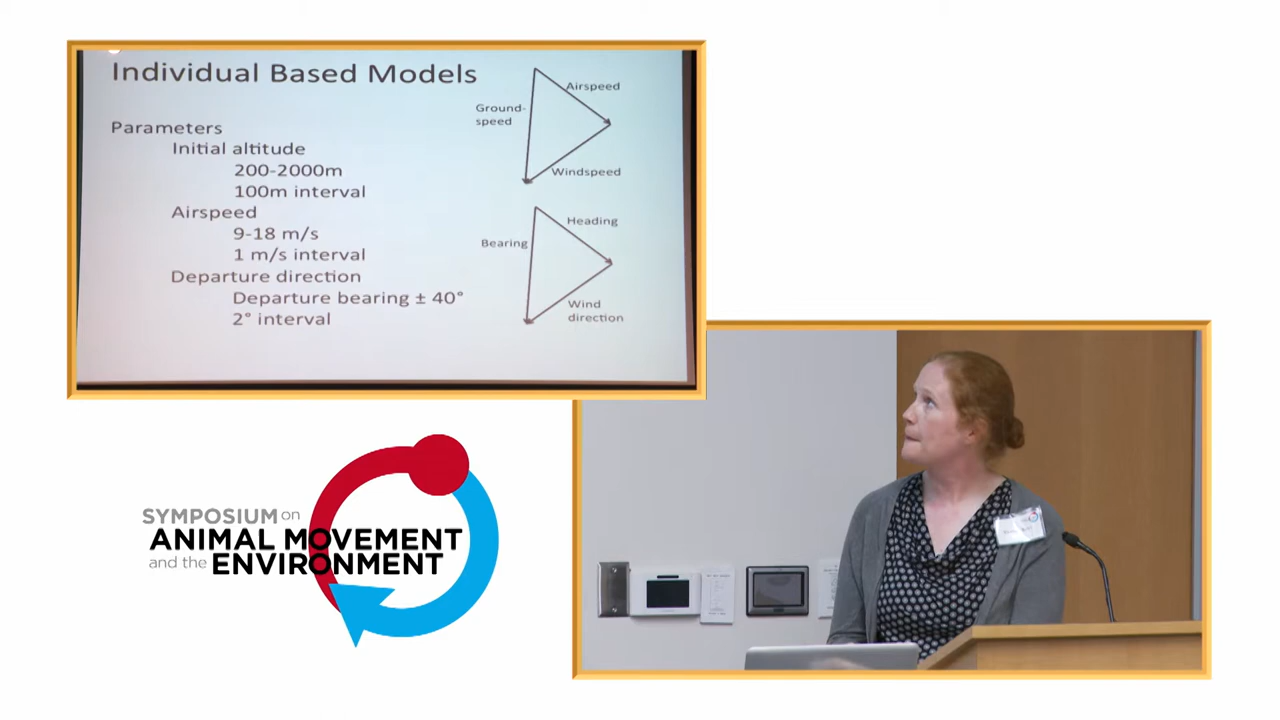 Individual Based Models
Parameters
Initial altitude
200-2000m
100m interval
Airspeed
9-18 m/s
1 m/s interval
Departure direction
Departure bearing ± 40°
2° interval
Airspeed
Ground-
speed
Windspeed
Heading
Bearing
Wind
direction
SYMPOSIUM on
ANIMAL MOVEMENT
and the ENVIRONMENT